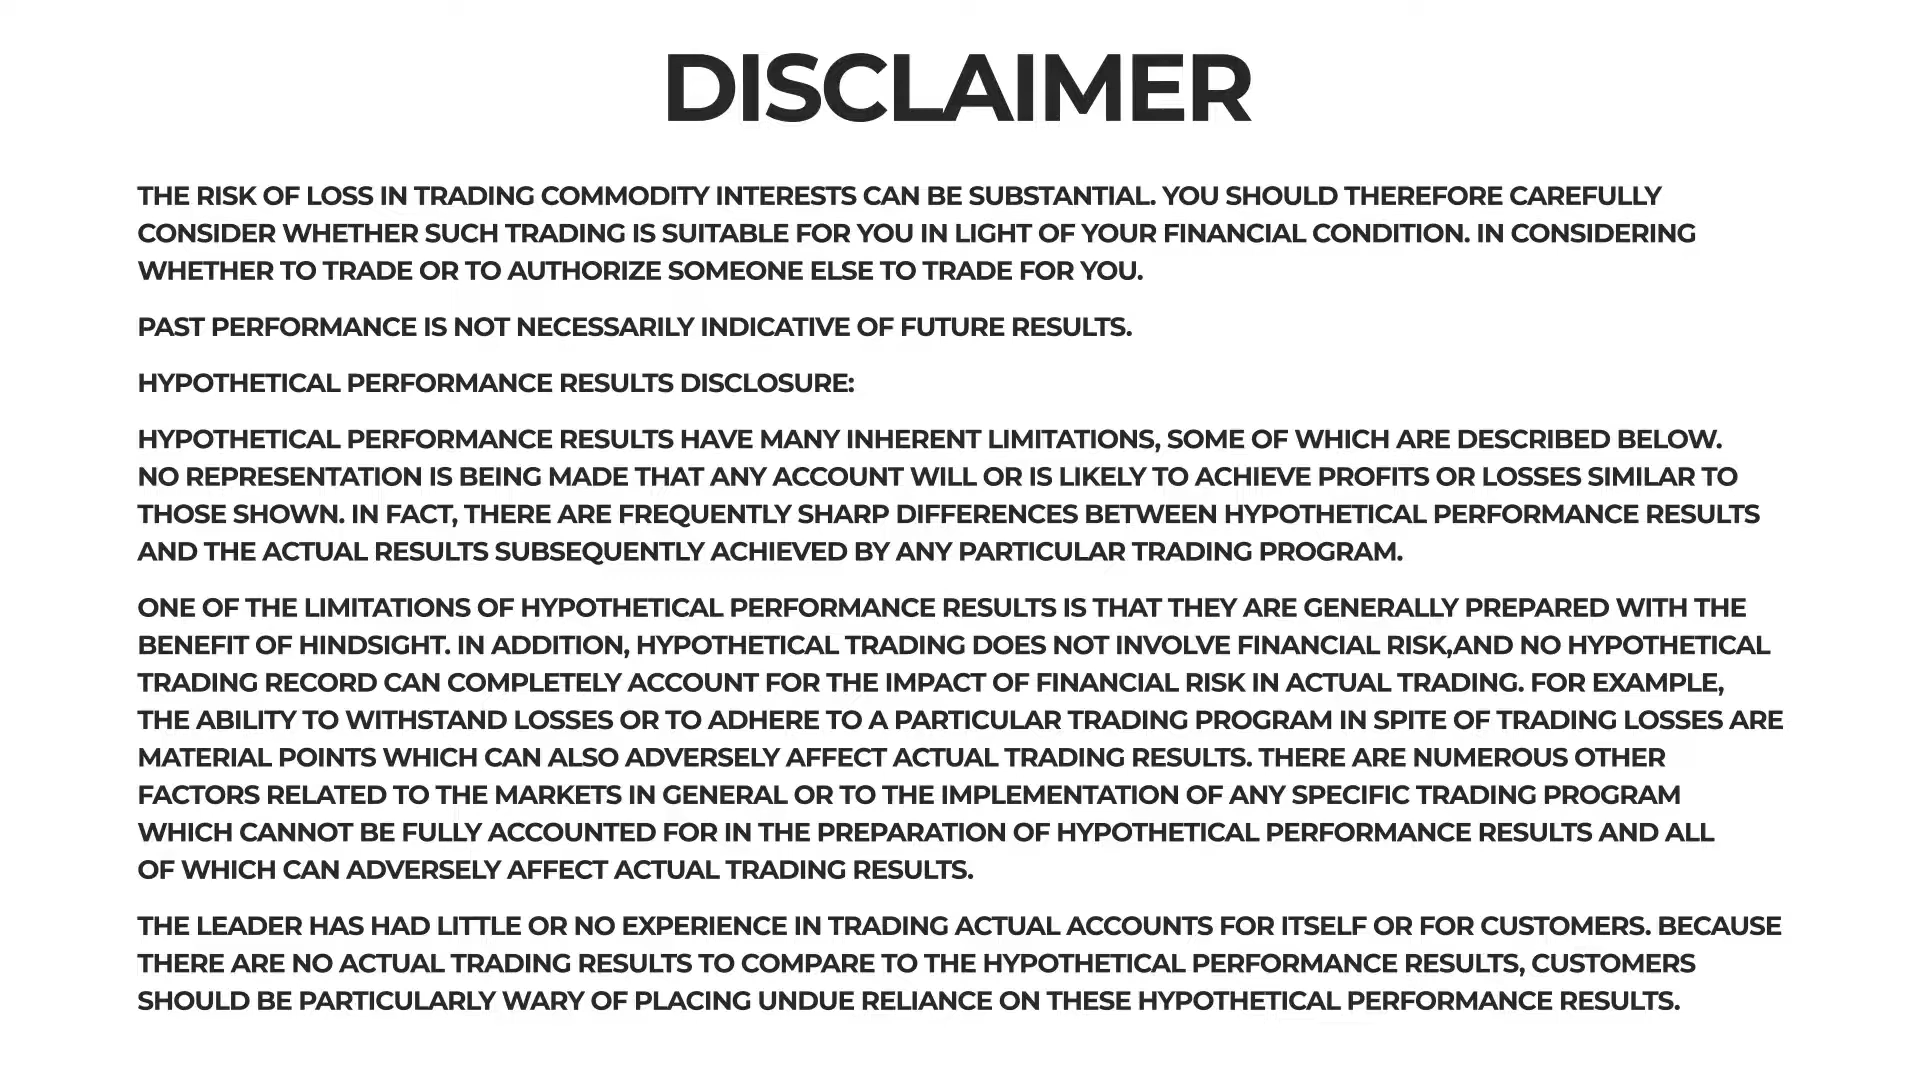 DISCLAIMER
THE RISK OF LOSS IN TRADING COMMODITY INTERESTS CAN BE SUBSTANTIAL. YOU SHOULD THEREFORE CAREFULLY
CONSIDER WHETHER SUCH TRADING IS SUITABLE FOR YOU IN LIGHT OF YOUR FINANCIAL CONDITION. IN CONSIDERING
WHETHER TO TRADE OR TO AUTHORIZE SOMEONE ELSE TO TRADE FOR YOU.
PAST PERFORMANCE IS NOT NECESSARILY INDICATIVE OF FUTURE RESULTS.
HYPOTHETICAL PERFORMANCE RESULTS DISCLOSURE:
HYPOTHETICAL PERFORMANCE RESULTS HAVE MANY INHERENT LIMITATIONS, SOME OF WHICH ARE DESCRIBED BELOW.
NO REPRESENTATION IS BEING MADE THAT ANY ACCOUNT WILL OR IS LIKELY TO ACHIEVE PROFITS OR LOSSES SIMILAR TO
THOSE SHOWN. IN FACT, THERE ARE FREQUENTLY SHARP DIFFERENCES BETWEEN HYPOTHETICAL PERFORMANCE RESULTS
AND THE ACTUAL RESULTS SUBSEQUENTLY ACHIEVED BY ANY PARTICULAR TRADING PROGRAM.
ONE OF THE LIMITATIONS OF HYPOTHETICAL PERFORMANCE RESULTS IS THAT THEY ARE GENERALLY PREPARED WITH THE
BENEFIT OF HINDSIGHT. IN ADDITION, HYPOTHETICAL TRADING DOES NOT INVOLVE FINANCIAL RISK,AND NO HYPOTHETICAL
TRADING RECORD CAN COMPLETELY ACCOUNT FOR THE IMPACT OF FINANCIAL RISK IN ACTUAL TRADING. FOR EXAMPLE,
THE ABILITY TO WITHSTAND LOSSES OR TO ADHERE TO A PARTICULAR TRADING PROGRAM IN SPITE OF TRADING LOSSES ARE
MATERIAL POINTS WHICH CAN ALSO ADVERSELY AFFECT ACTUAL TRADING RESULTS. THERE ARE NUMEROUS OTHER
FACTORS RELATED TO THE MARKETS IN GENERAL OR TO THE IMPLEMENTATION OF ANY SPECIFIC TRADING PROGRAM
WHICH CANNOT BE FULLY ACCOUNTED FOR IN THE PREPARATION OF HYPOTHETICAL PERFORMANCE RESULTS AND ALL
OF WHICH CAN ADVERSELY AFFECT ACTUAL TRADING RESULTS.
THE LEADER HAS HAD LITTLE OR NO EXPERIENCE IN TRADING ACTUAL ACCOUNTS FOR ITSELF OR FOR CUSTOMERS. BECAUSE
THERE ARE NO ACTUAL TRADING RESULTS TO COMPARE TO THE HYPOTHETICAL PERFORMANCE RESULTS, CUSTOMERS
SHOULD BE PARTICULARLY WARY OF PLACING UNDUE RELIANCE ON THESE HYPOTHETICAL PERFORMANCE RESULTS.